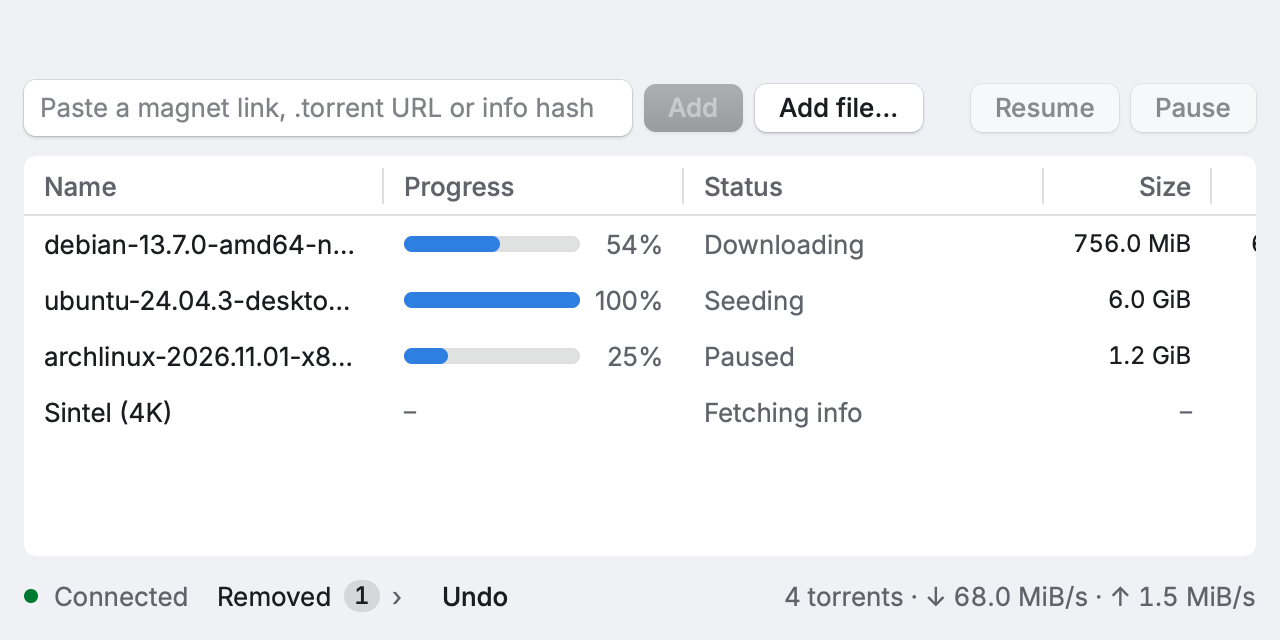 Paste a magnet link, .torrent URL or info hash Add Add file... Resume Pause
Name Progress Status Size
debian-13.7.0-amd64-n... 54% Downloading 756.0 MiB
ubuntu-24.04.3-deskto... 100% Seeding 6.0 GiB
archlinux-2026.11.01-x8... 25% Paused 1.2 GiB
Sintel (4K) – Fetching info –
Connected Removed 1 › Undo 4 torrents · ↓ 68.0 MiB/s · ↑ 1.5 MiB/s